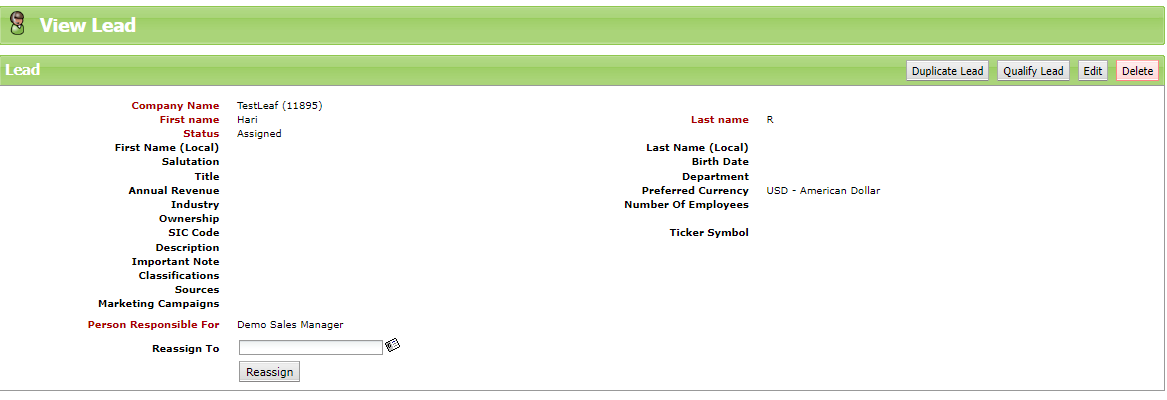 View Lead
Lead Duplicate Lead Qualify Lead Edit Delete
Company Name TestLeaf (11895)
First name Hari Last name R
Status Assigned
First Name (Local) Last Name (Local)
Salutation Birth Date
Title Department
Annual Revenue Preferred Currency USD - American Dollar
Industry Number Of Employees
Ownership
SIC Code Ticker Symbol
Description
Important Note
Classifications
Sources
Marketing Campaigns
Person Responsible For Demo Sales Manager
Reassign To
Reassign